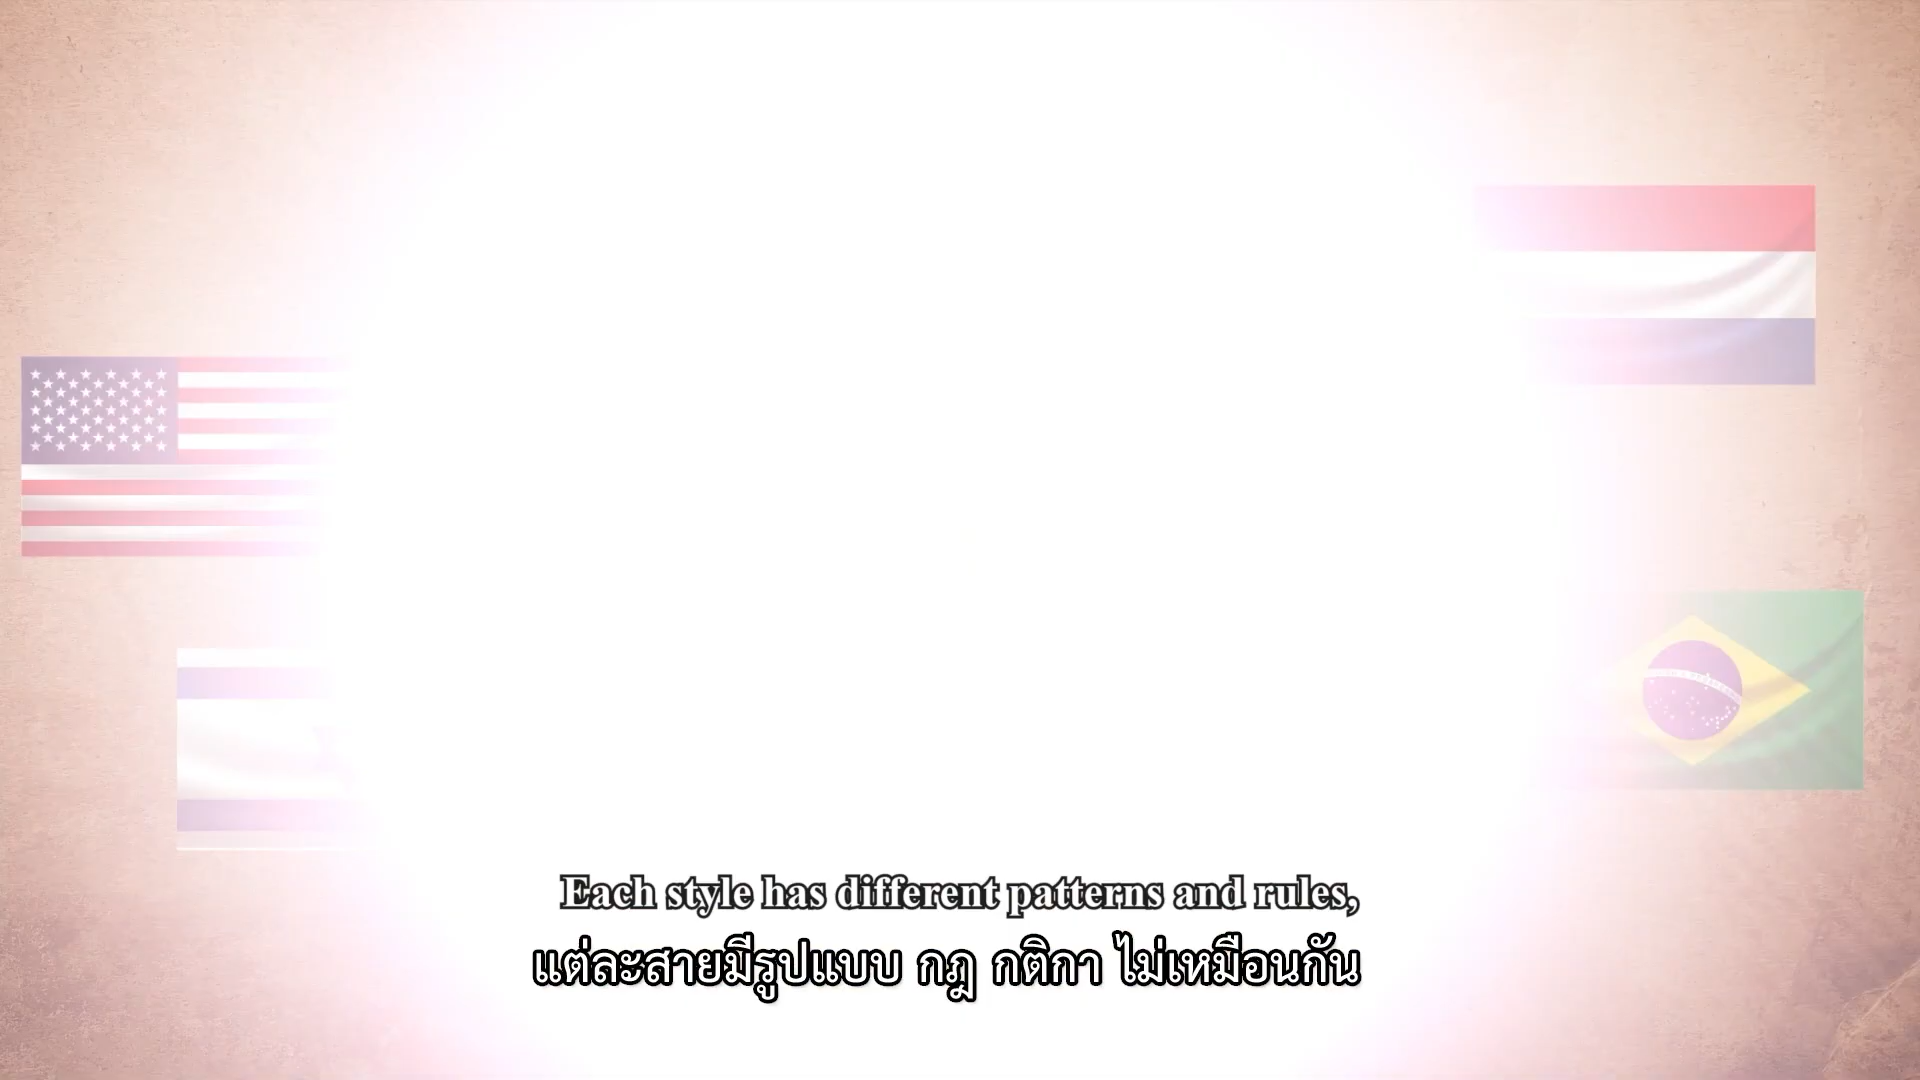 Each style has different patterns and rules,
แต่ละสายมีรูปแบบ กฎ กติกา ไม่เหมือนกัน